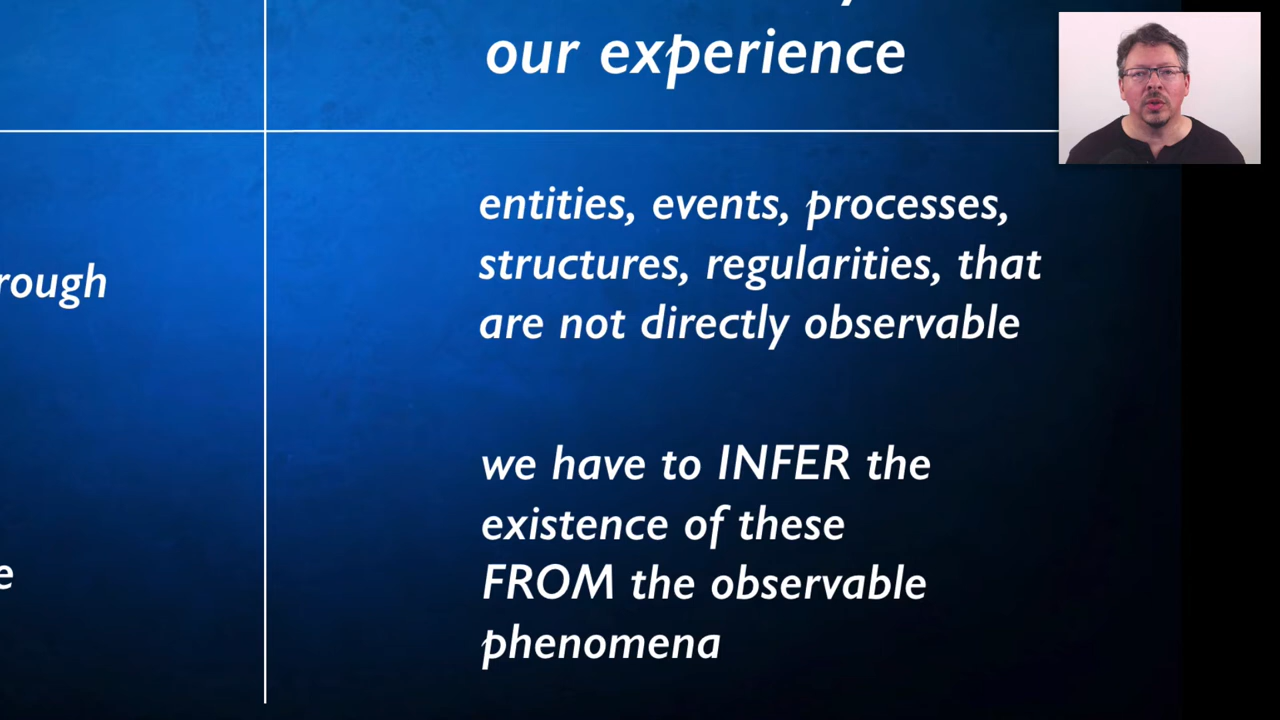 our experience
rough
entities, events, processes,
structures, regularities, that
are not directly observable
e
we have to INFER the
existence of these
FROM the observable
phenomena